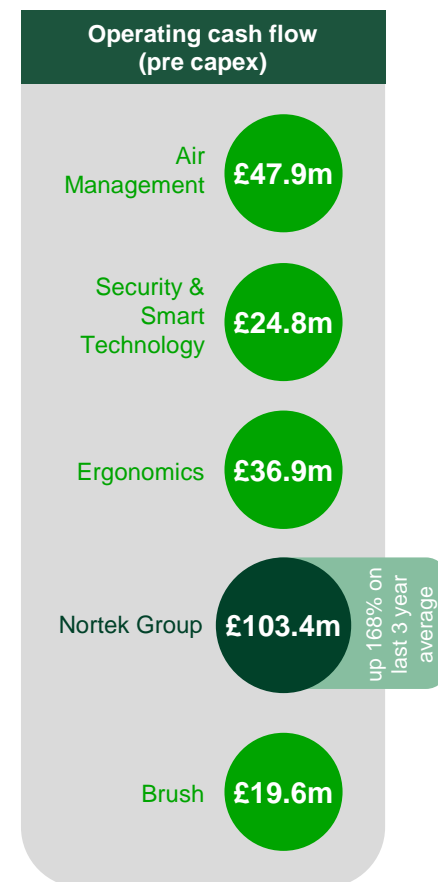 Operating cash flow
(pre capex)
Air
Management
£47.9m
Security &
Smart
Technology
£24.8m
Ergonomics
£36.9m
Nortek Group
£103.4m
up 168% on
last 3 year
average
Brush
£19.6m